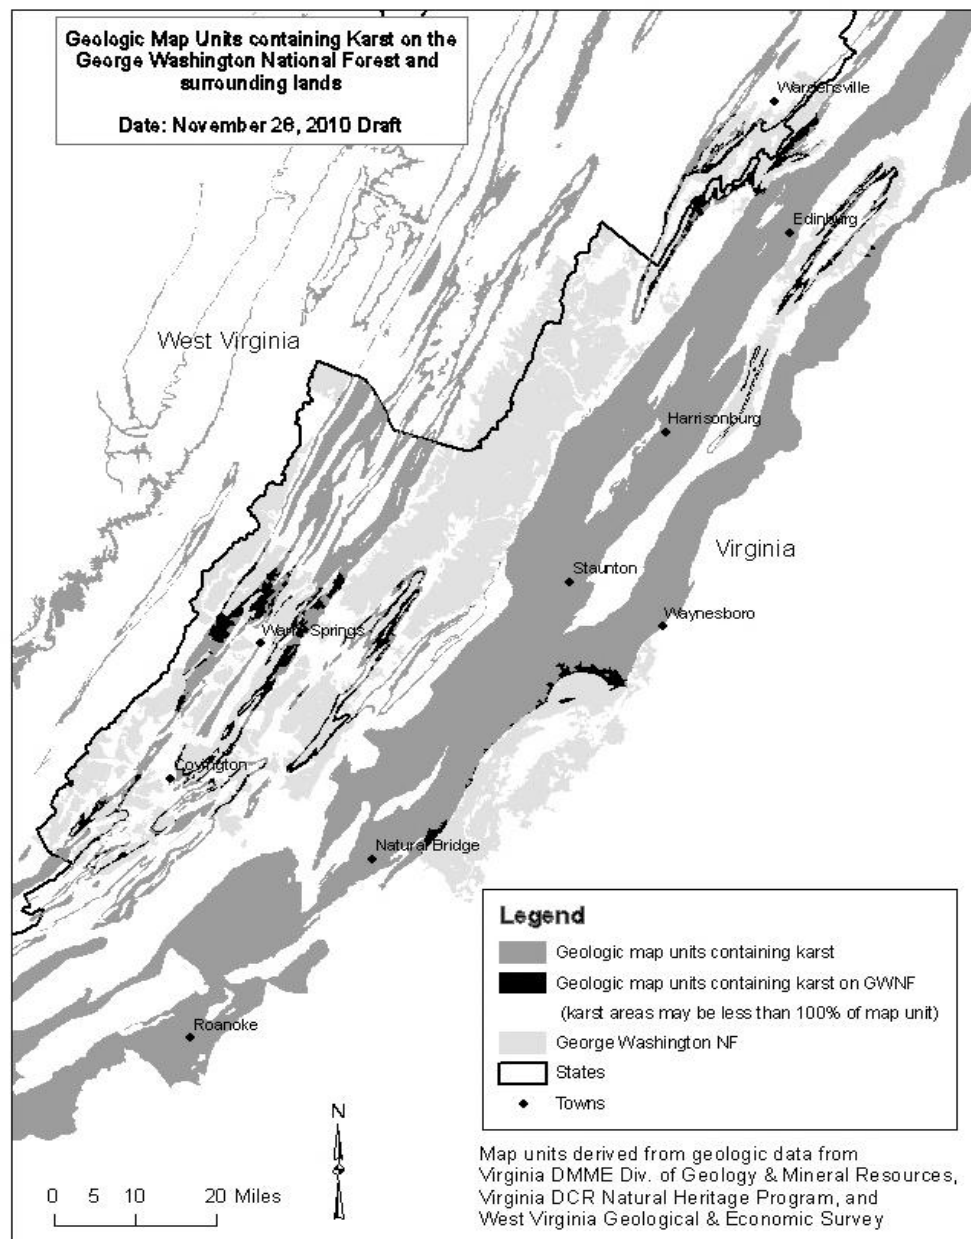 Geologic Map Units containing Karst on the
George Washington National Forest and
surrounding lands
Date: November 26, 2010 Draft
Wardensville
Edinburg
West Virginia
Harrisonburg
Virginia
Staunton
Waynesboro
Warm Springs
Covington
Natural Bridge
Roanoke
Legend
Geologic map units containing karst
Geologic map units containing karst on GWNF
(karst areas may be less than 100% of map unit)
George Washington NF
States
Towns
N
0 5 10 20 Miles
Map units derived from geologic data from
Virginia DMME Div. of Geology & Mineral Resources,
Virginia DCR Natural Heritage Program, and
West Virginia Geological & Economic Survey